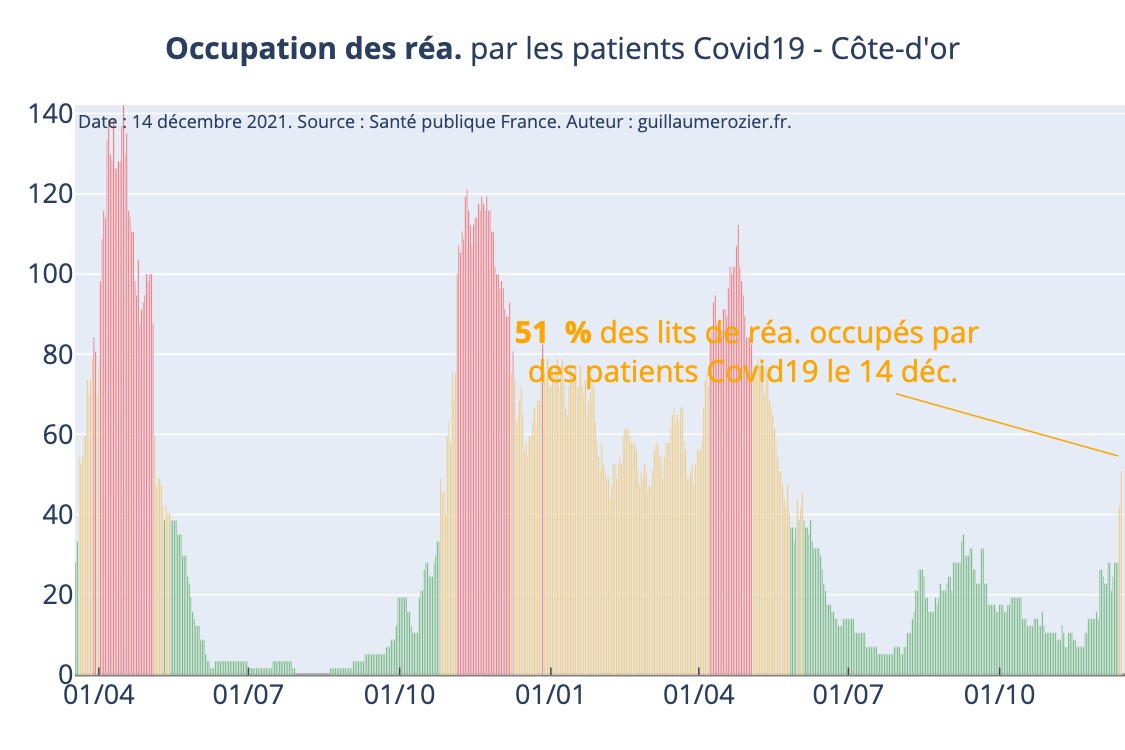 Occupation des réa. par les patients Covid19 - Côte-d'or
140
Date : 14 décembre 2021. Source : Santé publique France. Auteur : guillaumerozier.fr.
120
100
51 % des lits de réa. occupés par
des patients Covid19 le 14 déc.
80
60
40
20
0
01/04 01/07 01/10 01/01 01/04 01/07 01/10